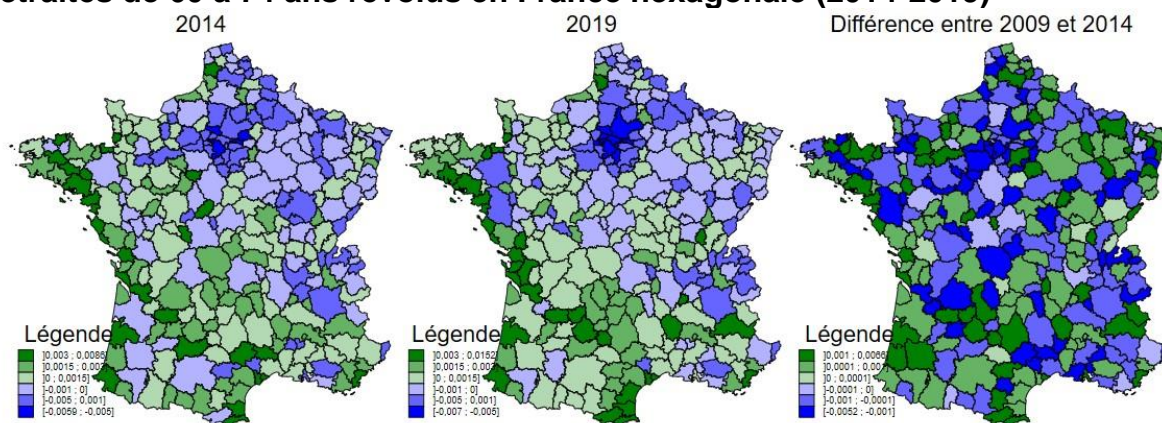 retraités de 60 à 74 ans révolus en France hexagonale (2014-2019)
2014
2019
Différence entre 2009 et 2014
Légende
]0.003 ; 0,0086]
]0.0015 ; 0,003]
]0 ; 0,0015]
]-0.001 ; 0]
]-0.005 ; 0,001]
[-0.0059 ; -0,005]
Légende
]0.003 ; 0,0152]
]0.0015 ; 0,003]
]0 ; 0,0015]
]-0.001 ; 0]
]-0.005 ; 0,001]
[-0,007 ; -0,005]
Légende
]0.001 ; 0,0066]
]0.0001 ; 0,001]
]0 ; 0,0001]
]-0.0001 ; 0]
]-0.001 ; -0,0001]
[-0,0052 ; -0,001]